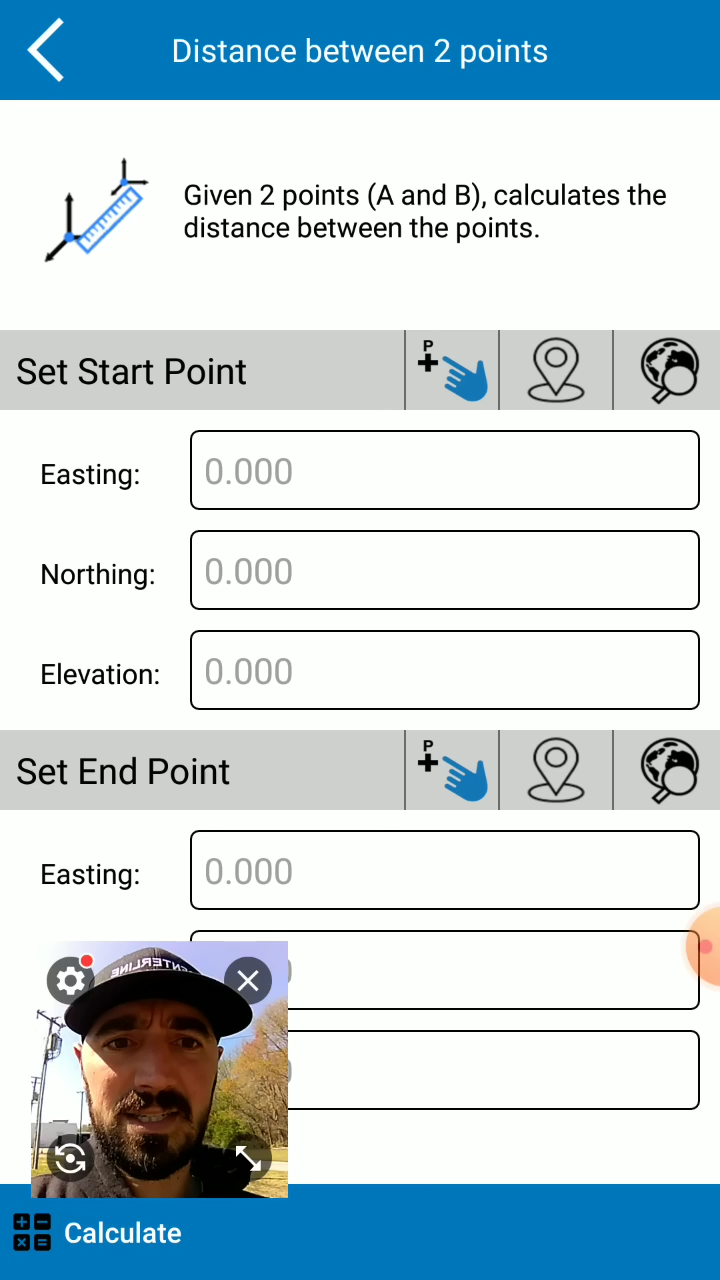 Distance between 2 points
Given 2 points (A and B), calculates the
distance between the points.
Set Start Point
P
Easting:
0.000
Northing:
0.000
Elevation:
0.000
Set End Point
P
Easting:
0.000
Calculate